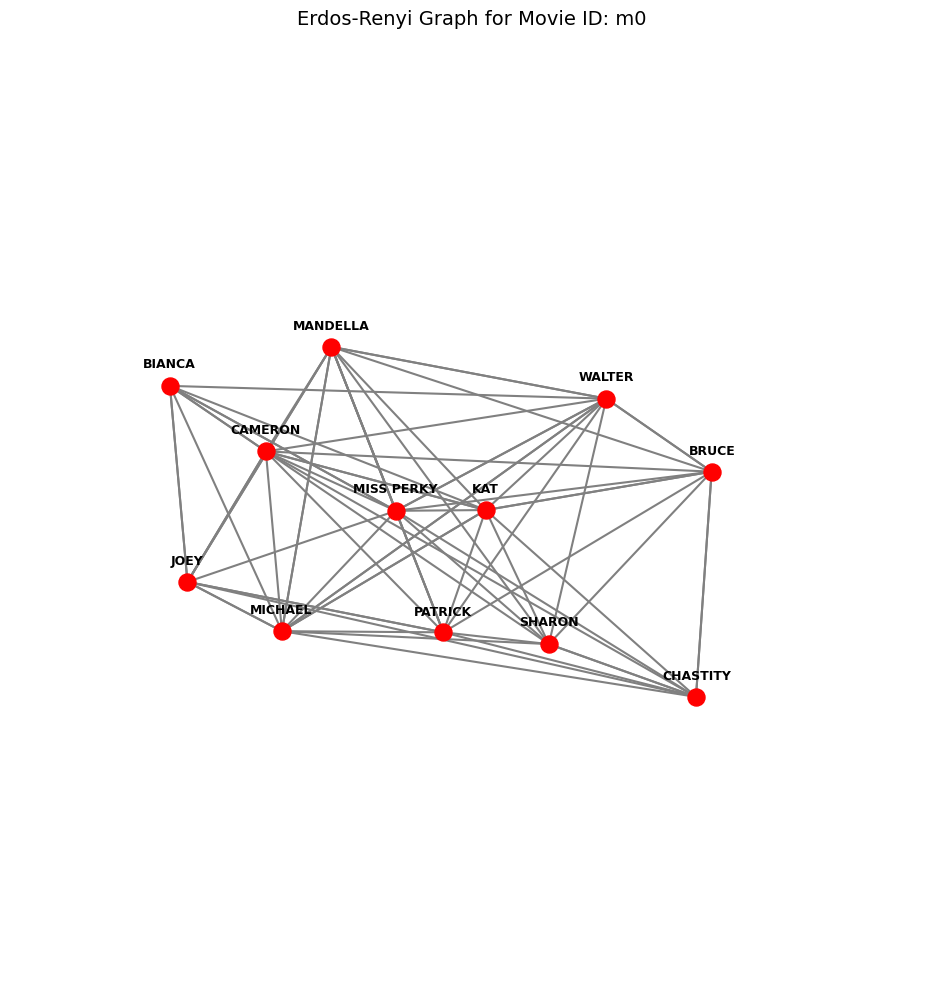 Erdos-Renyi Graph for Movie ID: m0
MANDELLA
BIANCA
WALTER
CAMERON
BRUCE
MISS PERKY
KAT
JOEY
MICHAEL
PATRICK
SHARON
CHASTITY